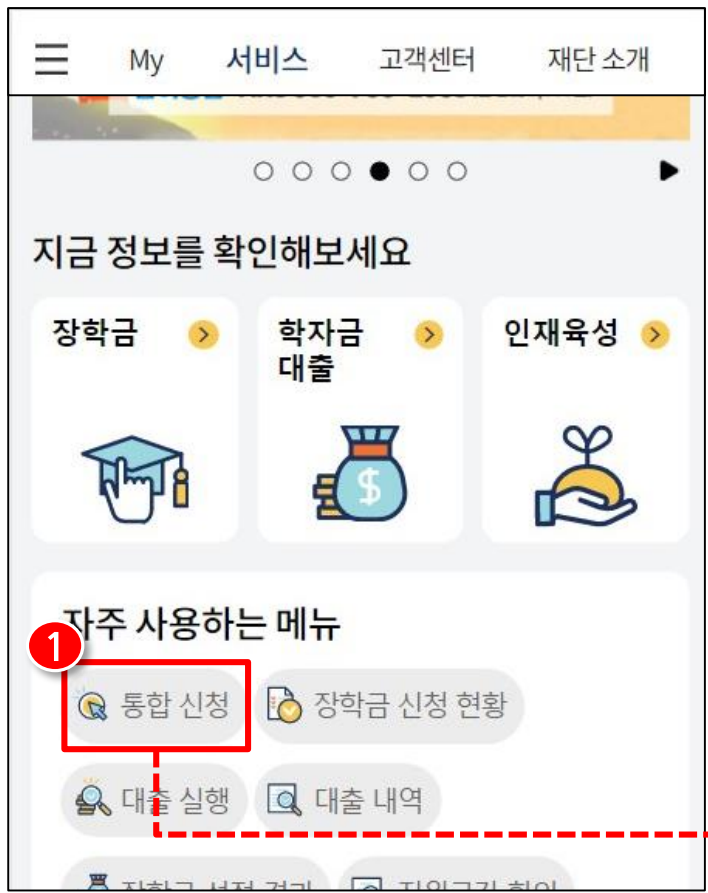 My 서비스 고객센터 재단 소개
지금 정보를 확인해보세요
장학금
학자금
대출
인재육성
자주 사용하는 메뉴
1
통합 신청 장학금 신청 현황
대출 실행 대출 내역